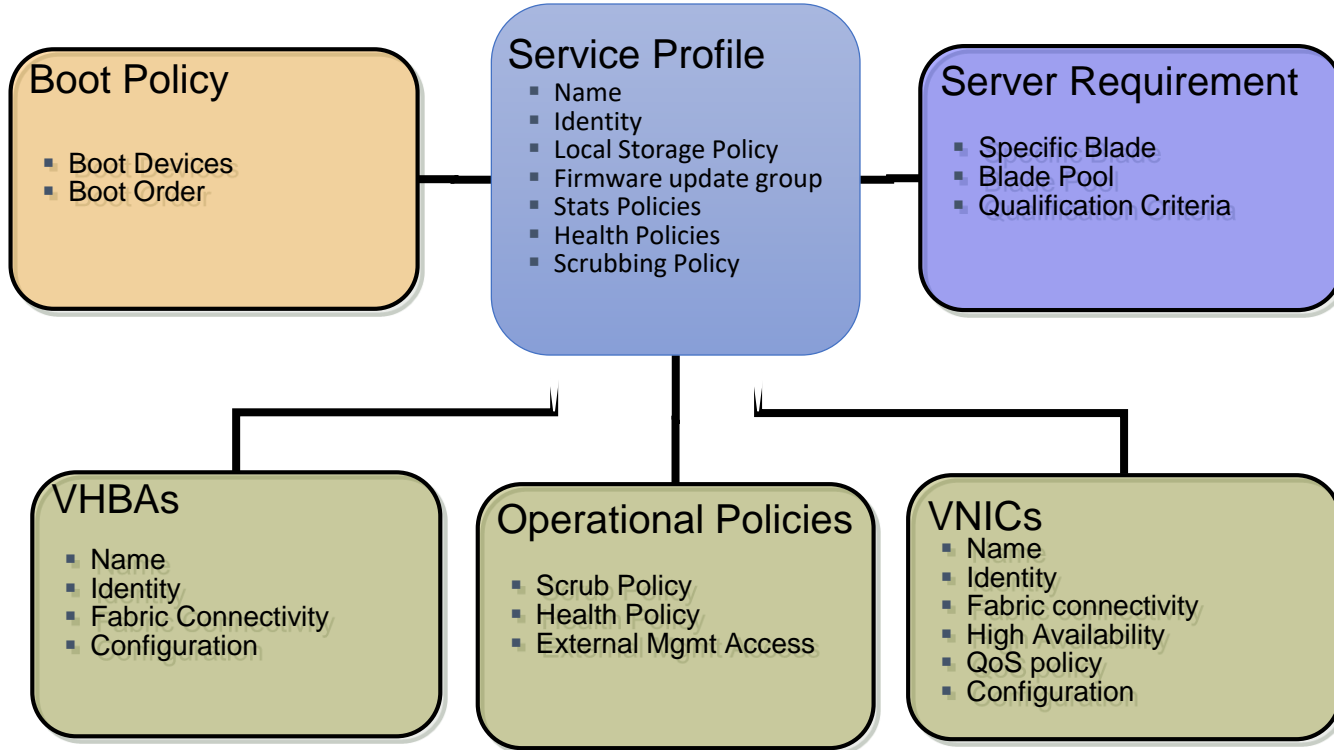 Boot Policy
Boot Devices
Boot Order
Service Profile
Name
Identity
Local Storage Policy
Firmware update group
Stats Policies
Health Policies
Scrubbing Policy
Server Requirement
Specific Blade
Blade Pool
Qualification Criteria
VHBAs
Name
Identity
Fabric Connectivity
Configuration
Operational Policies
Scrub Policy
Health Policy
External Mgmt Access
VNICs
Name
Identity
Fabric connectivity
High Availability
QoS policy
Configuration